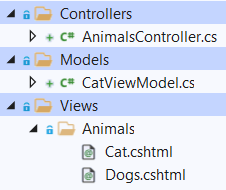 Controllers
C# AnimalsController.cs
Models
C# CatViewModel.cs
Views
Animals
Cat.cshtml
Dogs.cshtml